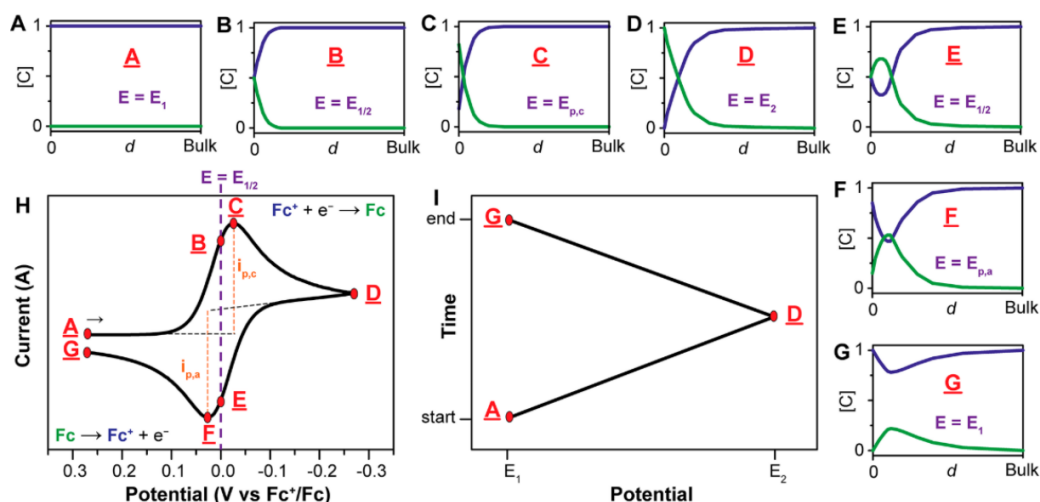 A
1
[C]
0
A
E = E1
0
d
Bulk
B
1
0
B
E = E1/2
0
d
Bulk
C
1
0
C
E = Ep,c
0
d
Bulk
D
1
0
D
E = E2
0
d
Bulk
E
1
[C]
0
E
E = E1/2
0
d
Bulk
E = E1/2
H
Fc⁺ + e⁻ → Fc
C
B
ip,c
Current (A)
A
→
D
G
ip,a
E
F
Fc → Fc⁺ + e⁻
0.3
0.2
0.1
0.0
-0.1
-0.2
-0.3
Potential (V vs Fc⁺/Fc)
I
end
G
Time
D
start
A
E1
E2
Potential
F
1
[C]
0
F
E = Ep,a
0
d
Bulk
G
1
[C]
0
G
E = E1
0
d
Bulk